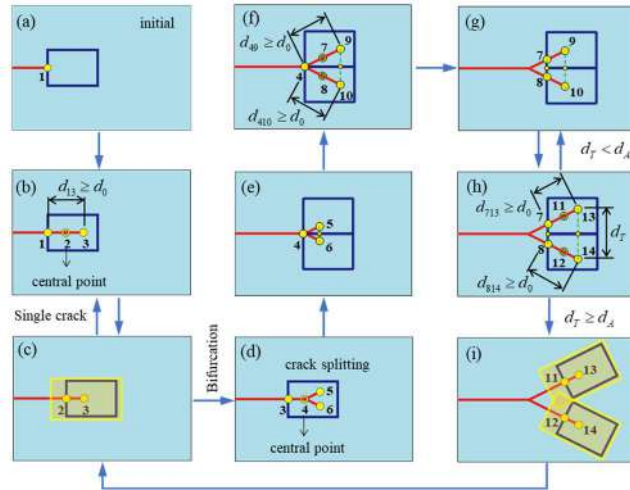 (a)
initial
1
(f)
d49 ≥ d0
7
9
4
8
10
d410 ≥ d0
(g)
9
7
8
10
dT < dA
(b)
d13 ≥ d0
1
2
3
central point
(e)
5
4
6
(h)
d713 ≥ d0
11
7
13
dT
8
12
14
d814 ≥ d0
Single crack
Bifurcation
dT ≥ dA
(c)
2
3
(d)
crack splitting
5
3
4
6
central point
(i)
11
13
12
14